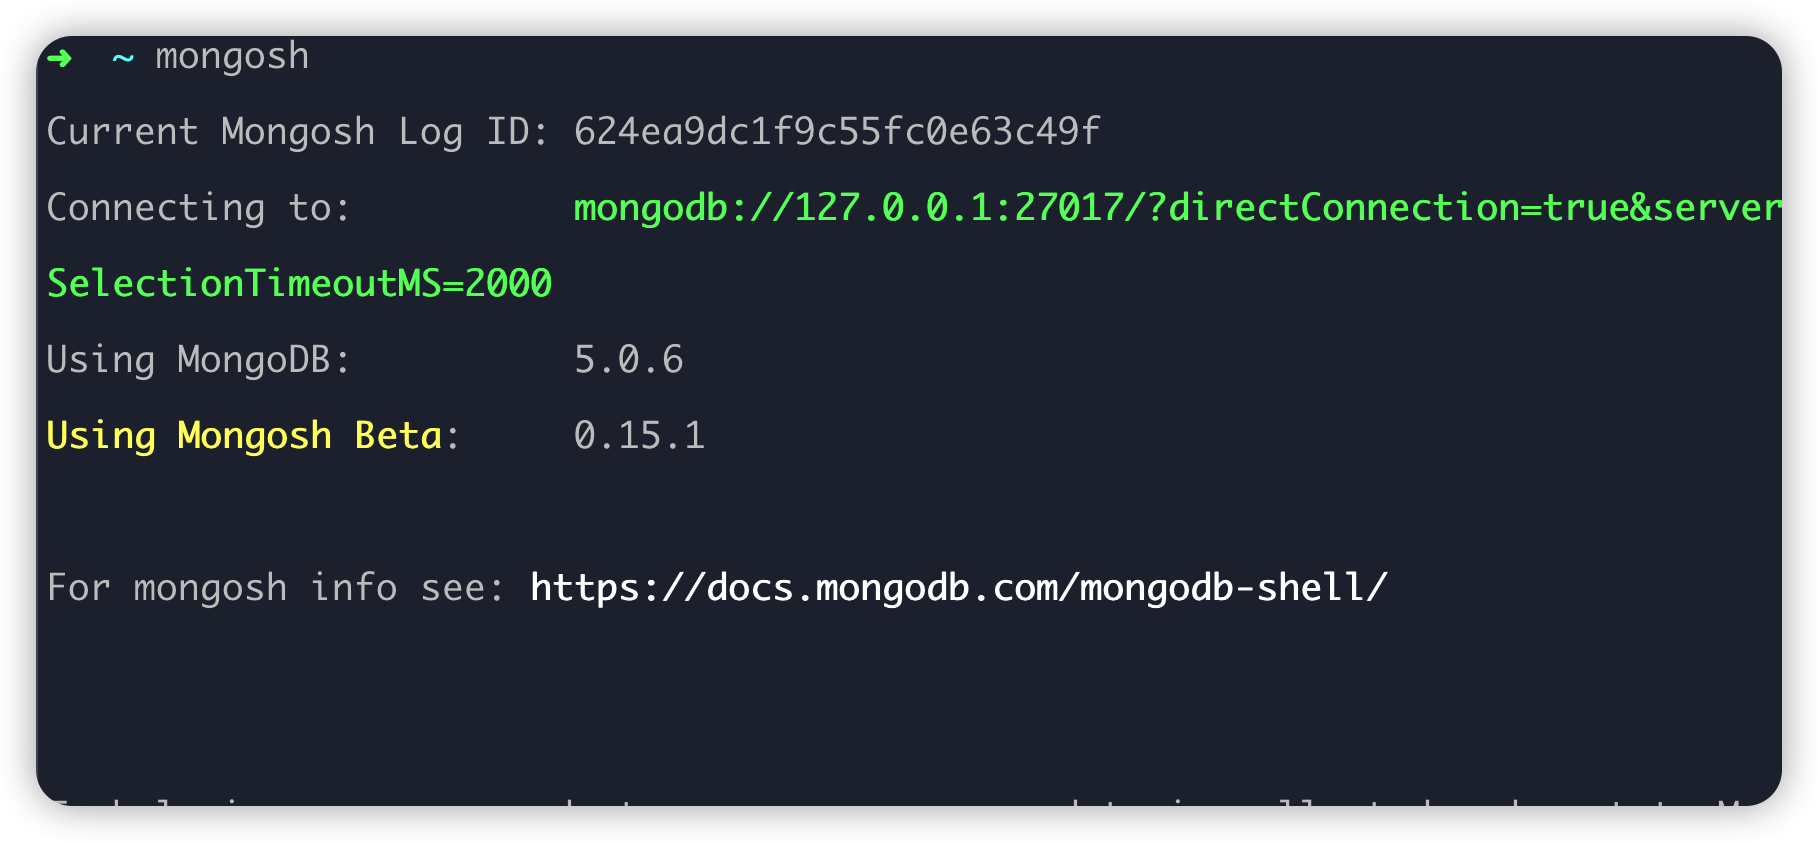 ➜ ~ mongosh
Current Mongosh Log ID: 624ea9dc1f9c55fc0e63c49f
Connecting to: mongodb://127.0.0.1:27017/?directConnection=true&server
SelectionTimeoutMS=2000
Using MongoDB: 5.0.6
Using Mongosh Beta: 0.15.1
For mongosh info see: https://docs.mongodb.com/mongodb-shell/